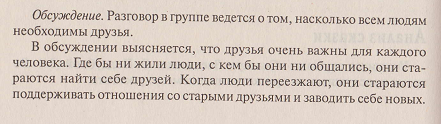 Обсуждение. Разговор в группе ведется о том, насколько всем людям
необходимы друзья.
В обсуждении выясняется, что друзья очень важны для каждого
человека. Где бы ни жили люди, с кем бы они ни общались, они ста-
раются найти себе друзей. Когда люди переезжают, они стараются
поддерживать отношения со старыми друзьями и заводить себе новых.